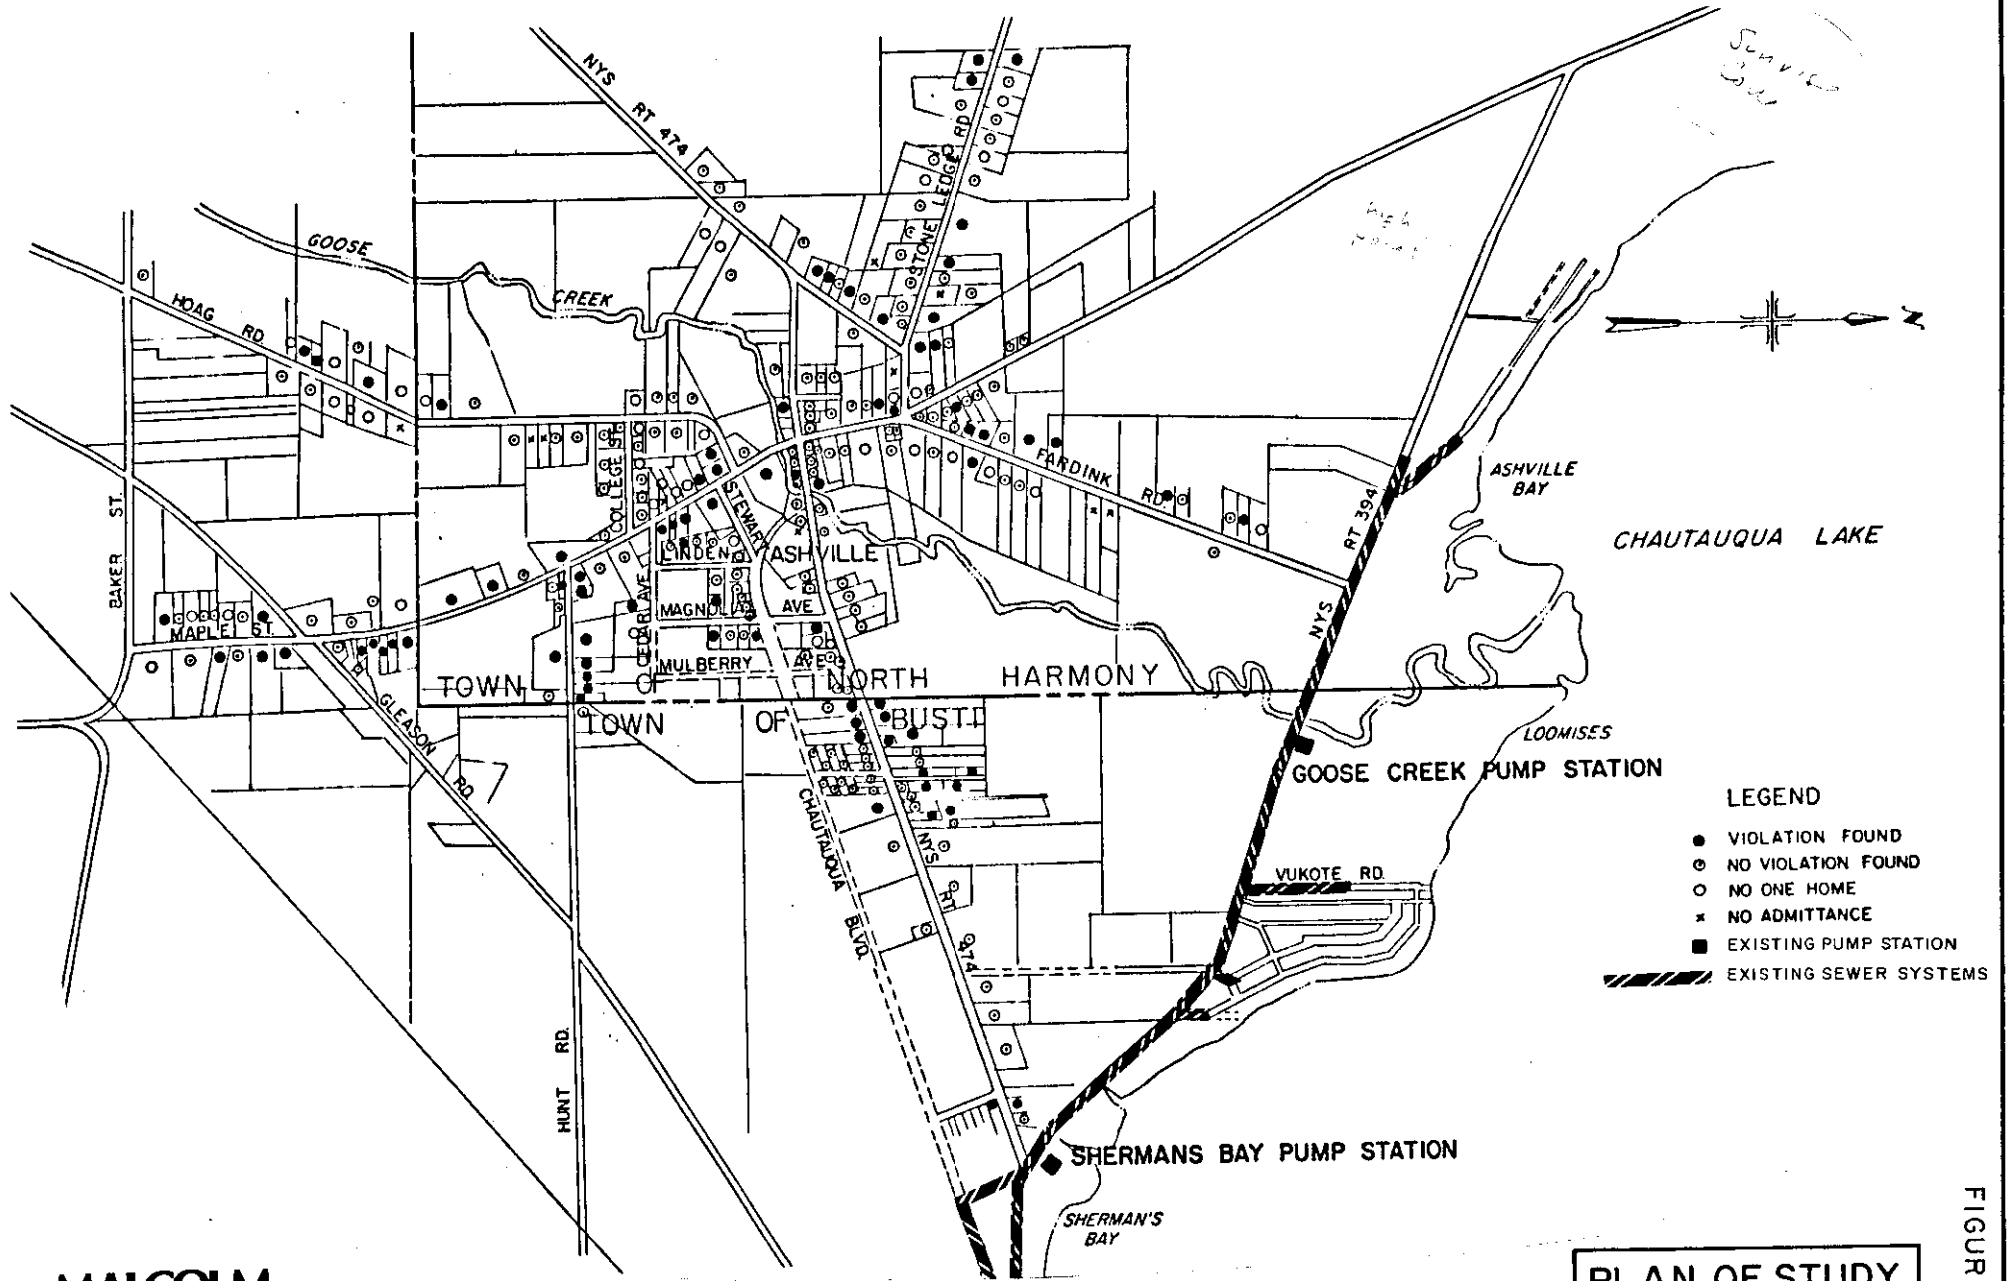 NYS RT 474
STONE LEDGE RD
GOOSE CREEK
HOAG RD.
BAKER ST.
MAPLE ST.
GLEASON RD.
HUNT RD.
COLLEGE ST.
STEWART
LINDEN
ASHVILLE
CEDAR AVE
MAGNOLIA AVE
MULBERRY AVE
FARDINK RD.
NYS RT 394
ASHVILLE
BAY
CHAUTAUQUA LAKE
N
TOWN OF NORTH HARMONY
TOWN OF BUSTI
LOOMISES
GOOSE CREEK PUMP STATION
CHAUTAUQUA BLVD.
NYS RT 474
VUKOTE RD.
LEGEND
VIOLATION FOUND
NO VIOLATION FOUND
NO ONE HOME
x NO ADMITTANCE
EXISTING PUMP STATION
EXISTING SEWER SYSTEMS
SHERMANS BAY PUMP STATION
SHERMAN'S
BAY
FIGUR
MALCOLM
PLAN OF STUDY